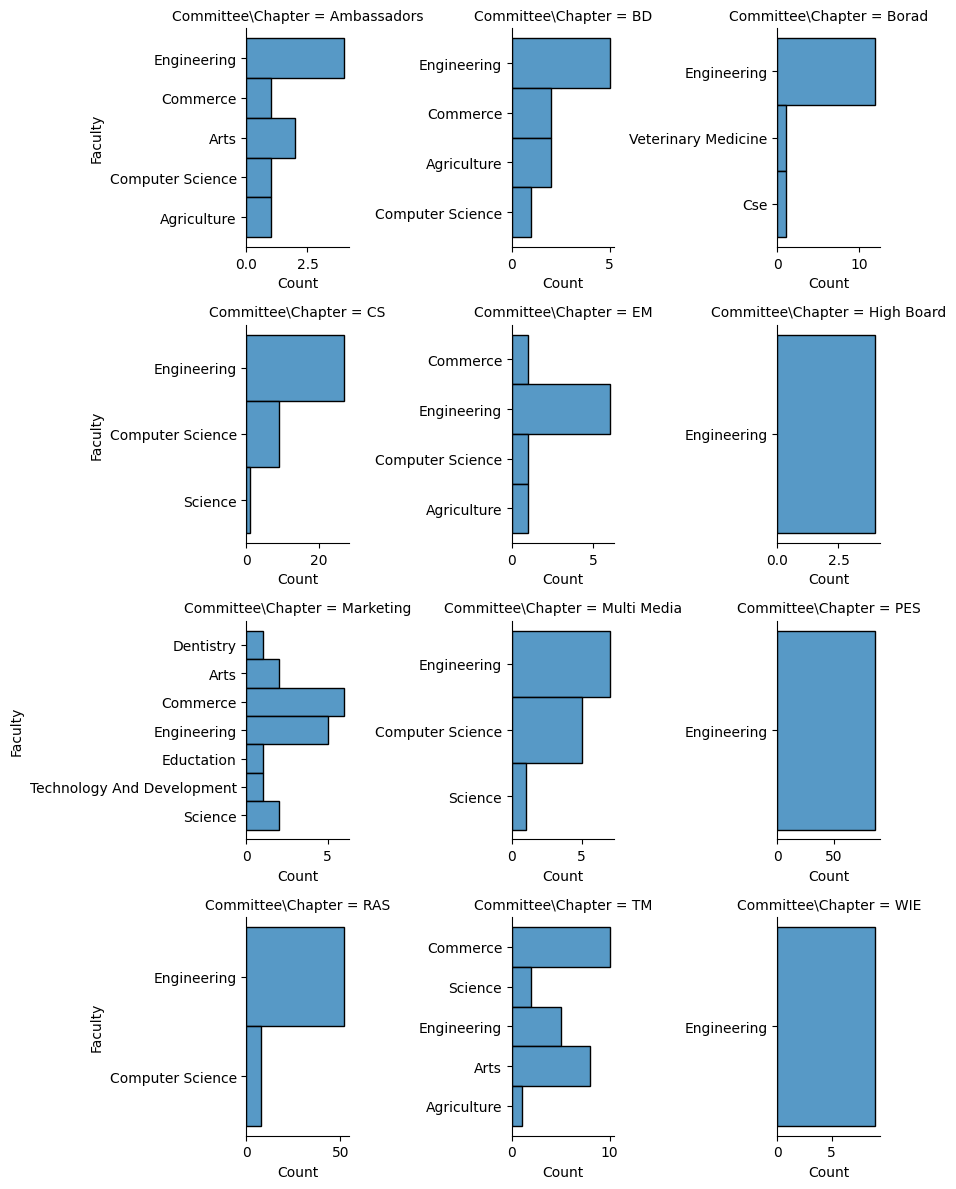 Committee\Chapter = Ambassadors
Engineering
Commerce
Arts
Computer Science
Agriculture
Faculty
0.0 2.5
Count
Committee\Chapter = BD
Engineering
Commerce
Agriculture
Computer Science
0 5
Count
Committee\Chapter = Borad
Engineering
Veterinary Medicine
Cse
0 10
Count
Committee\Chapter = CS
Engineering
Computer Science
Science
Faculty
0 20
Count
Committee\Chapter = EM
Commerce
Engineering
Computer Science
Agriculture
0 5
Count
Committee\Chapter = High Board
Engineering
0.0 2.5
Count
Committee\Chapter = Marketing
Dentistry
Arts
Commerce
Engineering
Eductation
Technology And Development
Science
Faculty
0 5
Count
Committee\Chapter = Multi Media
Engineering
Computer Science
Science
0 5
Count
Committee\Chapter = PES
Engineering
0 50
Count
Committee\Chapter = RAS
Engineering
Computer Science
Faculty
0 50
Count
Committee\Chapter = TM
Commerce
Science
Engineering
Arts
Agriculture
0 10
Count
Committee\Chapter = WIE
Engineering
0 5
Count